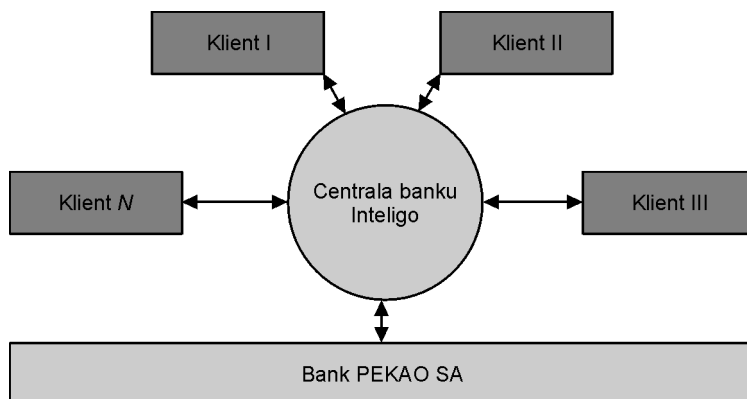 Klient I
Klient II
Centrala banku
Inteligo
Klient N
Klient III
Bank PEKAO SA